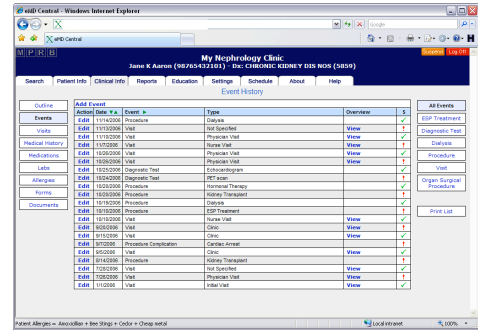 eMD Central - Windows Internet Explorer
X
Google
eMD Central
MPRB
My Nephrology Clinic
Suspend Log Off
Jane K Aaron (98765432101) - Dx: CHRONIC KIDNEY DIS NOS (5859)
Search Patient Info Clinical Info Reports Education Settings Schedule About Help
Event History
Outline
Events
Visits
Medical History
Medications
Labs
Allergies
Forms
Documents
Add Event
Action Date Event Type Overview S
Edit 11/14/2006 Procedure Dialysis
Edit 11/13/2006 Visit Not Specified View
Edit 11/10/2006 Visit Physician Visit View
Edit 11/7/2006 Visit Nurse Visit View
Edit 10/26/2006 Visit Physician Visit View
Edit 10/26/2006 Visit Physician Visit View
Edit 10/25/2006 Diagnostic Test Echocardiogram
Edit 10/24/2006 Diagnostic Test PET scan
Edit 10/20/2006 Procedure Hormonal Therapy
Edit 10/20/2006 Procedure Kidney Transplant
Edit 10/19/2006 Procedure Dialysis
Edit 10/18/2006 Procedure ESP Treatment
Edit 10/10/2006 Visit Nurse Visit View
Edit 9/20/2006 Visit Clinic View
Edit 9/15/2006 Visit Clinic View
Edit 9/7/2006 Procedure Complication Cardiac Arrest
Edit 9/5/2006 Visit Clinic View
Edit 8/14/2006 Procedure Kidney Transplant
Edit 7/28/2006 Visit Not Specified View
Edit 7/26/2006 Visit Physician Visit View
Edit 1/1/2006 Visit Initial Visit View
All Events
ESP Treatment
Diagnostic Test
Dialysis
Procedure
Visit
Organ Surgical
Procedure
Print List
Patient Allergies = Amoxicillian + Bee Stings + Cedor + Cheap metal
Local intranet
100%